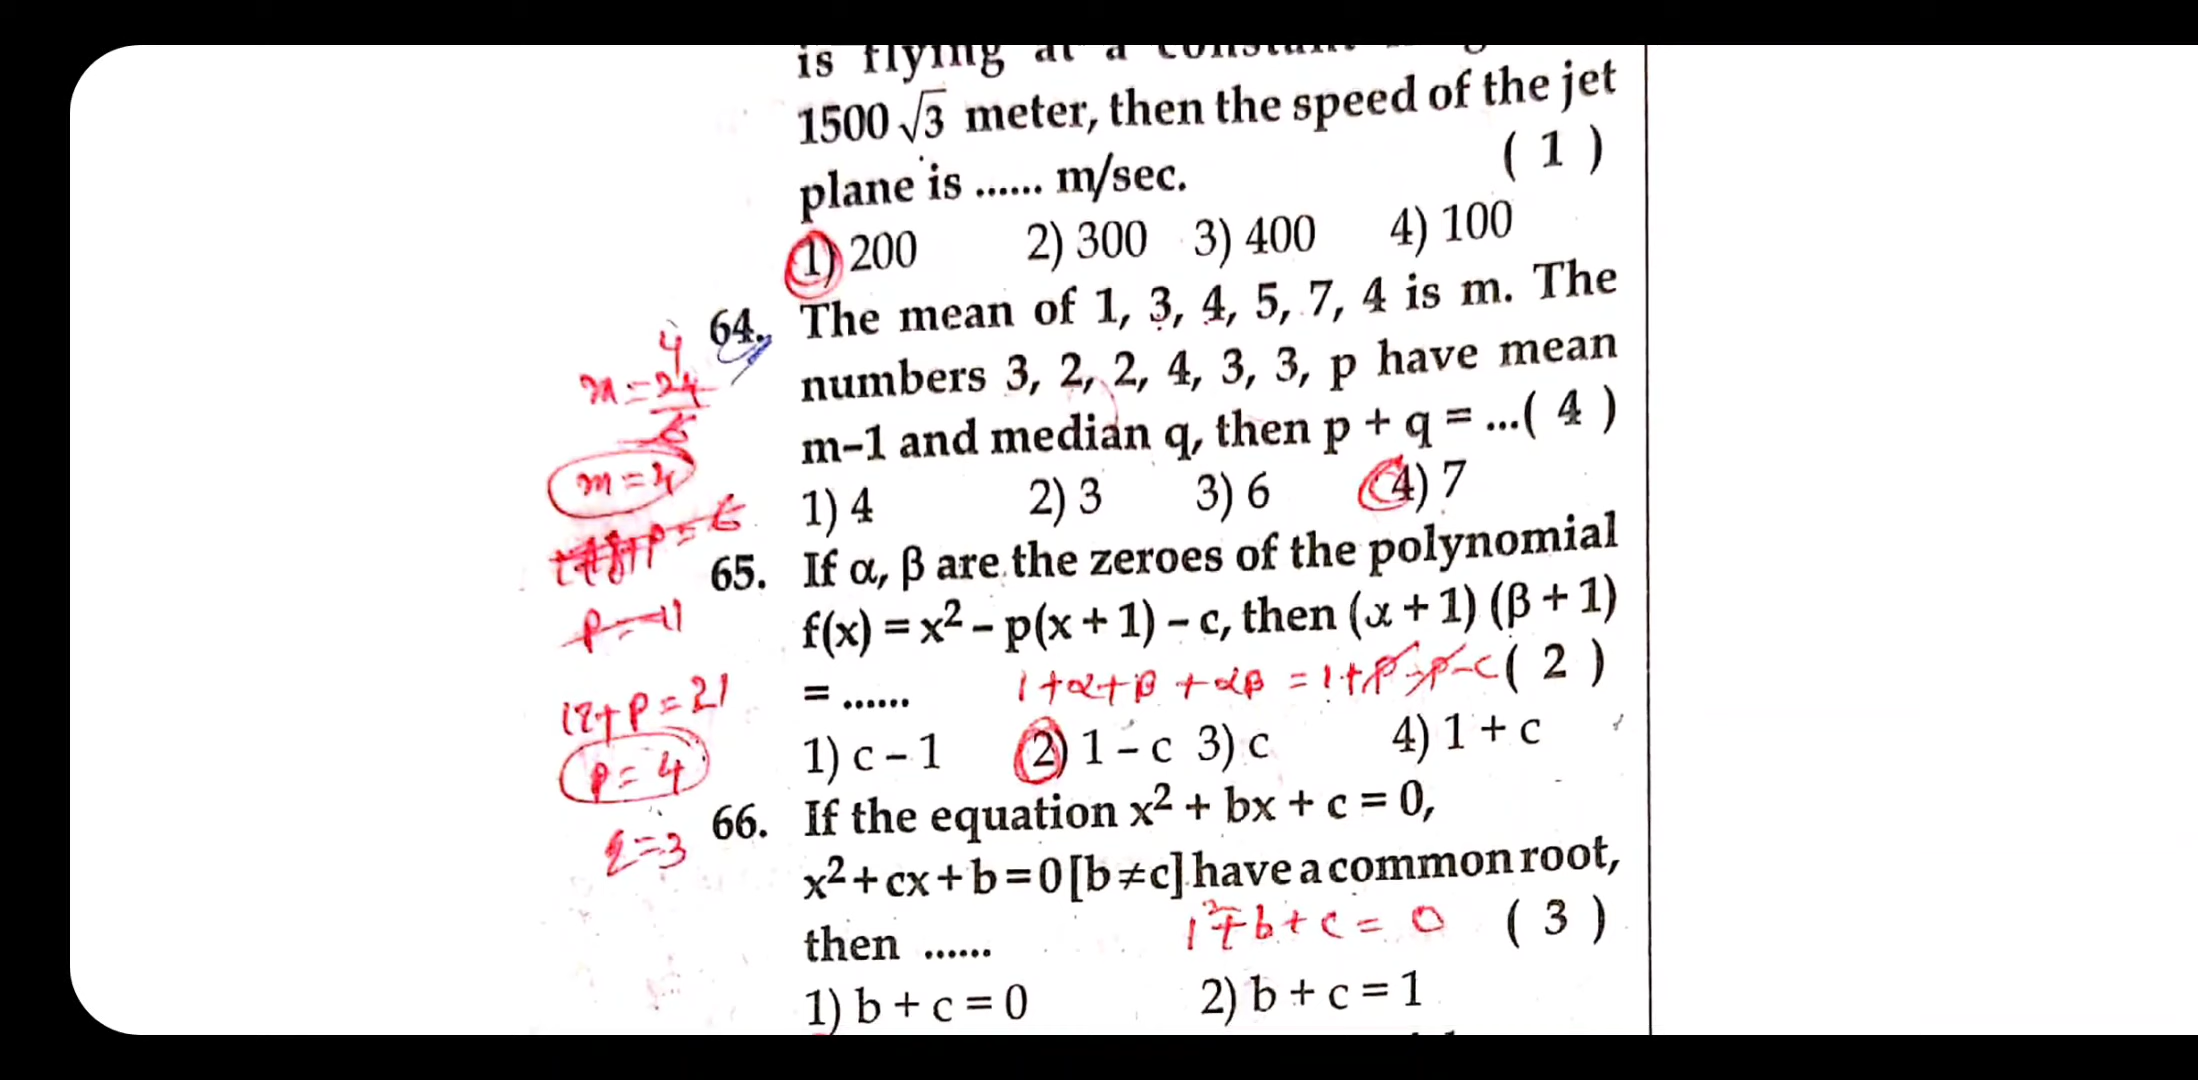 is flying at a constant
1500 √3 meter, then the speed of the jet
plane is ...... m/sec. ( 1 )
1) 200 2) 300 3) 400 4) 100
64. The mean of 1, 3, 4, 5, 7, 4 is m. The
numbers 3, 2, 2, 4, 3, 3, p have mean
m–1 and median q, then p + q = ...( 4 )
1) 4 2) 3 3) 6 4) 7
m = 24/6
4
m = 4
p = 11
17+p = 21
p = 4
q = 3
65. If α, β are the zeroes of the polynomial
f(x) = x² – p(x + 1) – c, then (α + 1) (β + 1)
= ...... ( 2 )
1+α+β +αβ = 1+p-p-c
1) c – 1 2) 1 – c 3) c 4) 1 + c
66. If the equation x² + bx + c = 0,
x² + cx + b = 0 [b ≠ c] have a common root,
then ...... ( 3 )
1²+b+c = 0
1) b + c = 0 2) b + c = 1